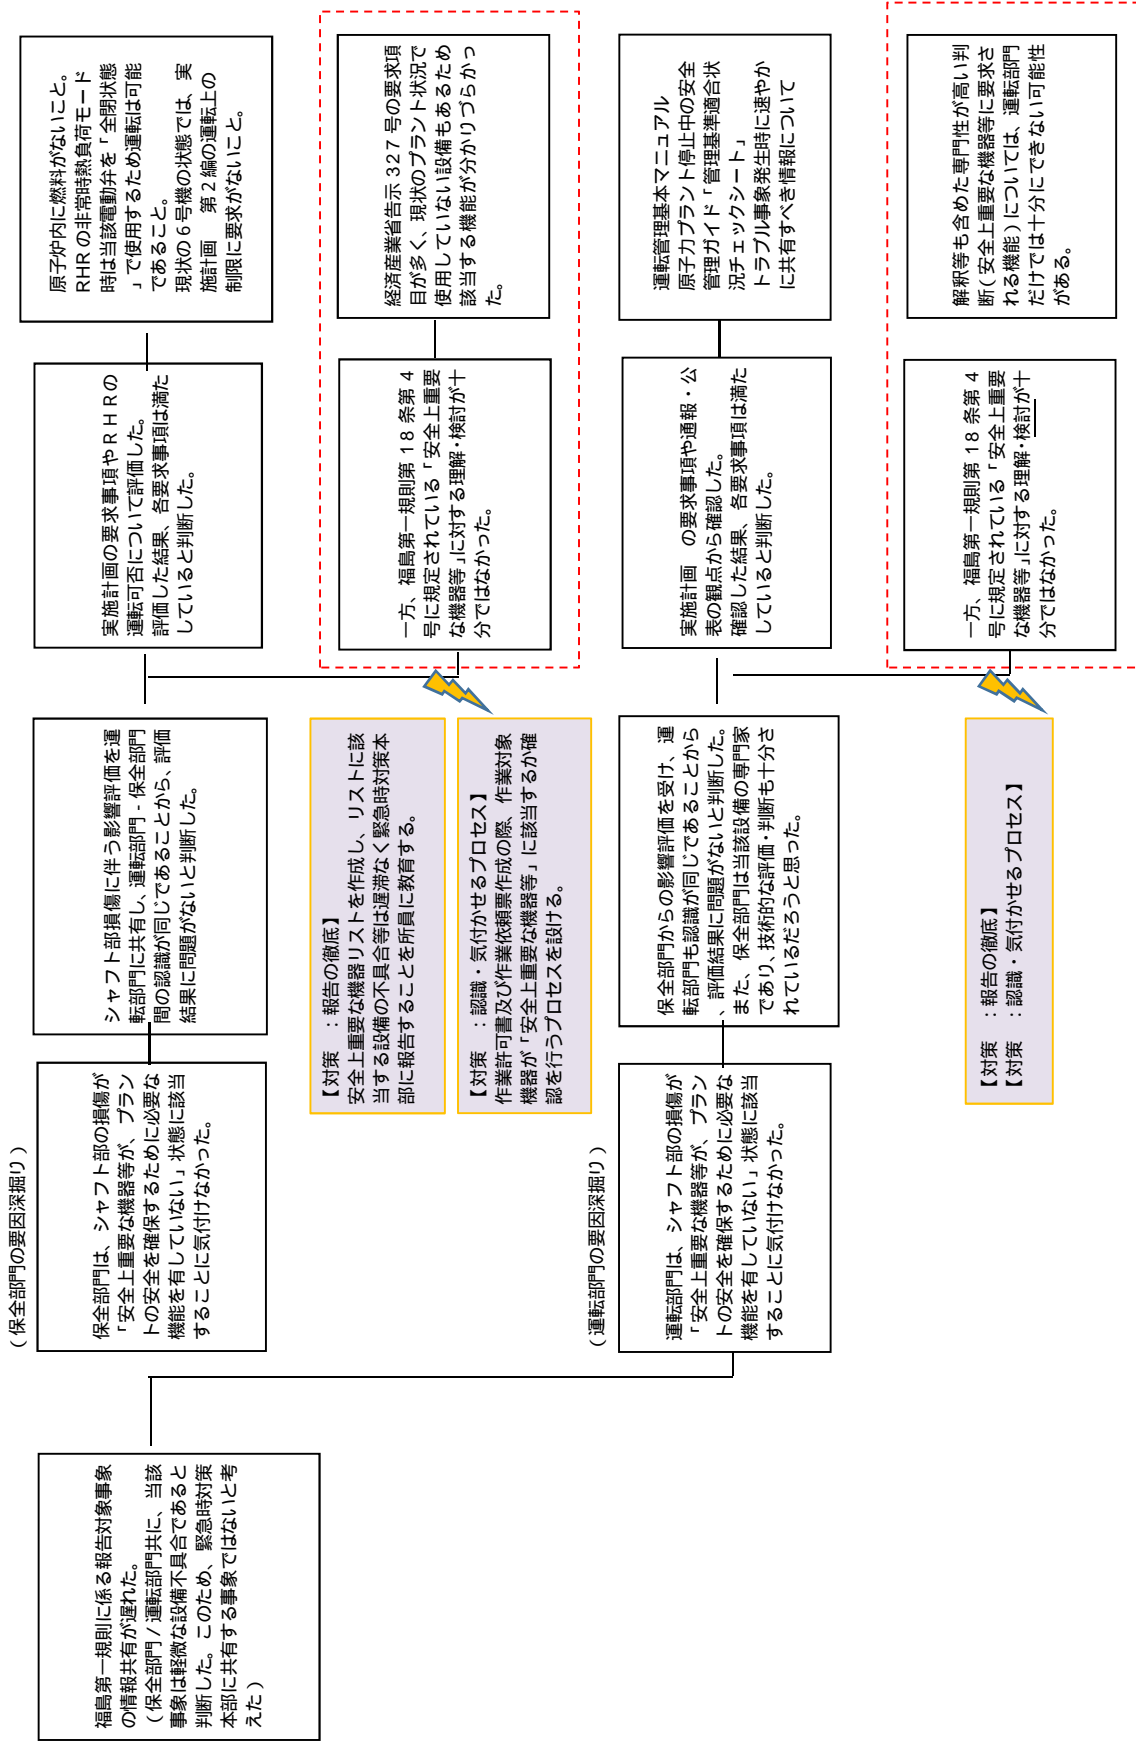 福島第一規則に係る報告対象事象
の情報共有が遅れた。
(保全部門/運転部門共に、当該
事象は軽微な設備不具合であると
判断した。このため、緊急時対策
本部に共有する事象ではないと考
えた)
(保全部門の要因深掘り)
保全部門は、シャフト部の損傷が
「安全上重要な機器等が、プラン
トの安全を確保するために必要な
機能を有していない」状態に該当
することに気付けなかった。
シャフト部損傷に伴う影響評価を運
転部門に共有し、運転部門-保全部門
間の認識が同じであることから、評価
結果に問題がないと判断した。
実施計画の要求事項やRHRの
運転可否について評価した。
評価した結果、各要求事項は満た
していると判断した。
原子炉内に燃料がないこと。
RHRの非常時熱負荷モード
時は当該電動弁を「全閉状態
」で使用するため運転は可能
であること。
現状の6号機の状態では、実
施計画 第2編の運転上の
制限に要求がないこと。
【対策 :報告の徹底】
安全上重要な機器リストを作成し、リストに該
当する設備の不具合等は遅滞なく緊急時対策本
部に報告することを所員に教育する。
【対策 :認識・気付かせるプロセス】
作業許可書及び作業依頼票作成の際、作業対象
機器が「安全上重要な機器等」に該当するか確
認を行うプロセスを設ける。
一方、福島第一規則第18条第4
号に規定されている「安全上重要
な機器等」に対する理解・検討が十
分ではなかった。
経済産業省告示327号の要求項
目が多く、現状のプラント状況で
使用していない設備もあるため
該当する機能が分かりづらかっ
た。
(運転部門の要因深掘り)
運転部門は、シャフト部の損傷が
「安全上重要な機器等が、プラン
トの安全を確保するために必要な
機能を有していない」状態に該当
することに気付けなかった。
保全部門からの影響評価を受け、運
転部門も認識が同じであることから
、評価結果に問題がないと判断した。
また、保全部門は当該設備の専門家
であり、技術的な評価・判断も十分さ
れているだろうと思った。
実施計画 の要求事項や通報・公
表の観点から確認した。
確認した結果、各要求事項は満た
していると判断した。
運転管理基本マニュアル
原子力プラント停止中の安全
管理ガイド「管理基準適合状
況チェックシート」
トラブル事象発生時に速やか
に共有すべき情報について
【対策 :報告の徹底】
【対策 :認識・気付かせるプロセス】
一方、福島第一規則第18条第4
号に規定されている「安全上重要
な機器等」に対する理解・検討が十
分ではなかった。
解釈等も含めた専門性が高い判
断(安全上重要な機器等に要求さ
れる機能)については、運転部門
だけでは十分にできない可能性
がある。